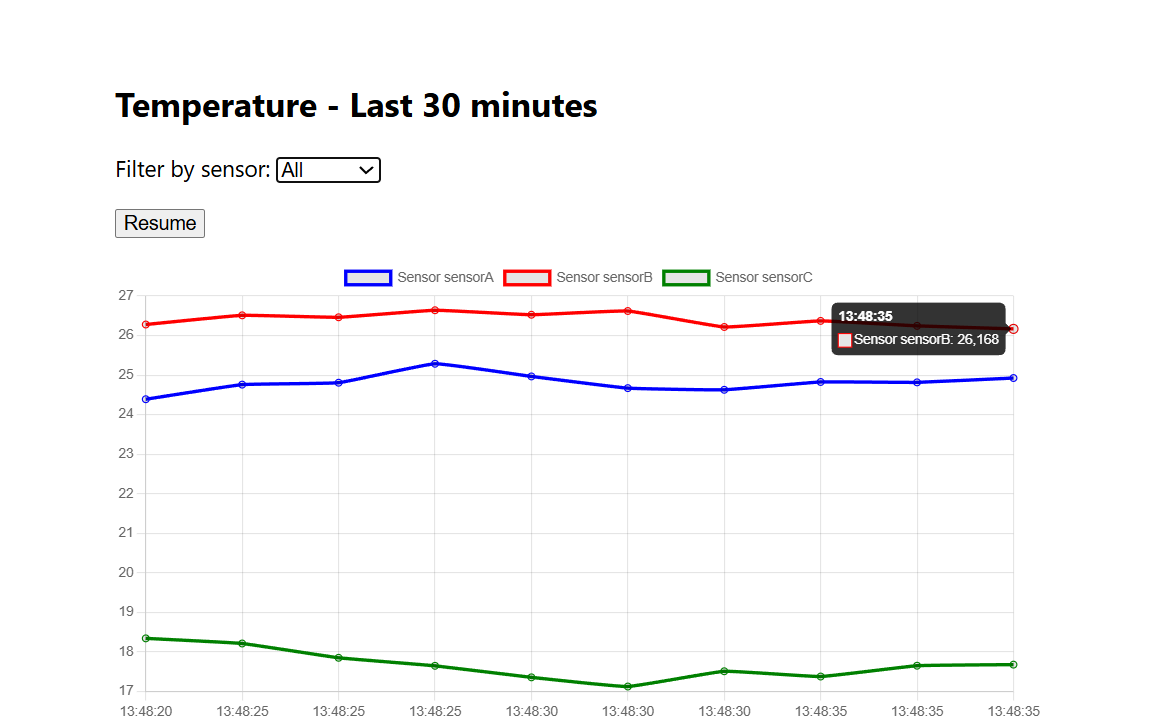 Temperature - Last 30 minutes
Filter by sensor: All
Resume
Sensor sensorA Sensor sensorB Sensor sensorC
27
13:48:35
26
Sensor sensorB: 26,168
25
24
23
22
21
20
19
18
17
13:48:20 13:48:25 13:48:25 13:48:25 13:48:30 13:48:30 13:48:30 13:48:35 13:48:35 13:48:35